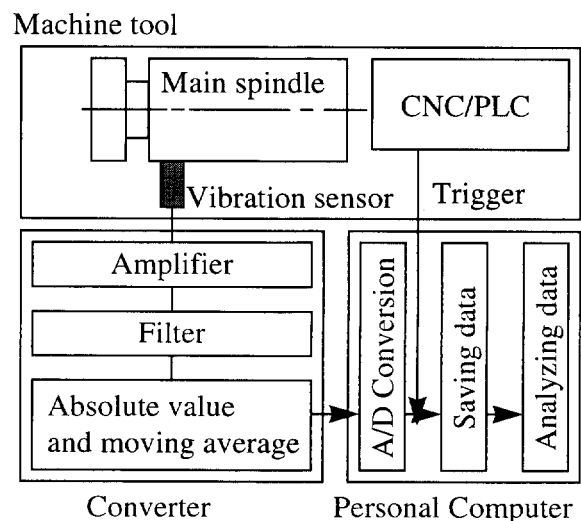 Machine tool
Main spindle
CNC/PLC
Vibration sensor
Trigger
Amplifier
Filter
Absolute value
and moving average
A/D Conversion
Saving data
Analyzing data
Converter
Personal Computer